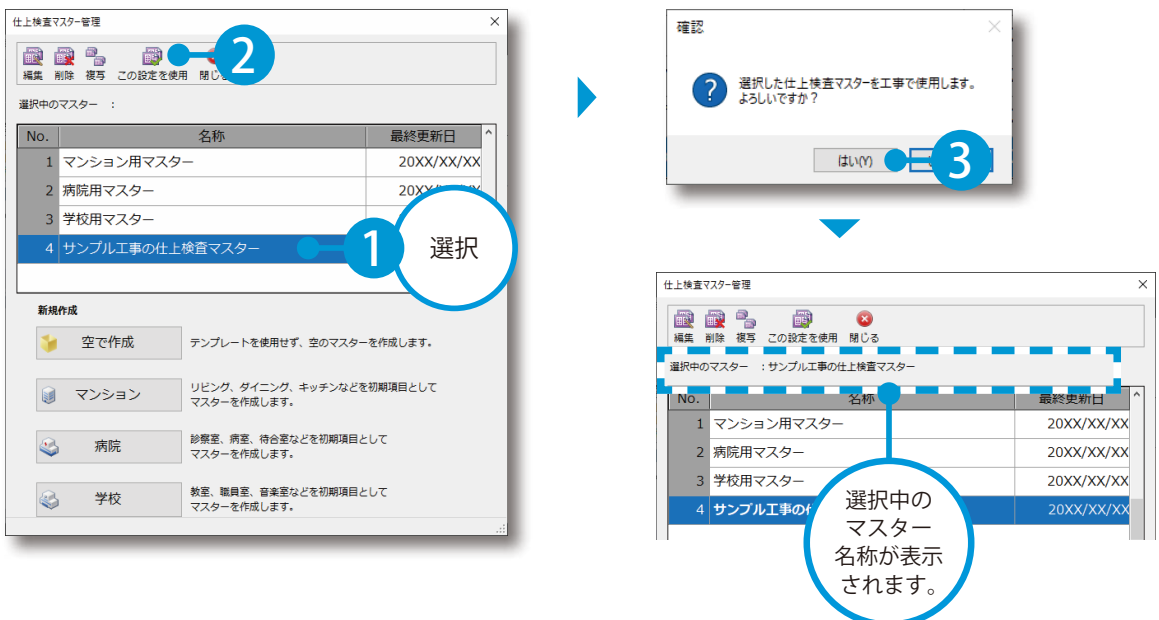 仕上検査マスター管理
編集 削除 複写 この設定を使用 閉じる
2
選択中のマスター :
No. 名称 最終更新日
1 マンション用マスター 20XX/XX/XX
2 病院用マスター
3 学校用マスター
4 サンプル工事の仕上検査マスター
1
選択
新規作成
空で作成 テンプレートを使用せず、空のマスターを作成します。
マンション リビング、ダイニング、キッチンなどを初期項目として
マスターを作成します。
病院 診察室、病室、待合室などを初期項目として
マスターを作成します。
学校 教室、職員室、音楽室などを初期項目として
マスターを作成します。
確認
選択した仕上検査マスターを工事で使用します。
よろしいですか?
はい(Y)
3
仕上検査マスター管理
編集 削除 複写 この設定を使用 閉じる
選択中のマスター :サンプル工事の仕上検査マスター
No. 名称 最終更新日
1 マンション用マスター 20XX/XX/XX
2 病院用マスター 20XX/XX/XX
3 学校用マスター 20XX/XX/XX
4 サンプル工事の 20XX/XX/XX
選択中の
マスター
名称が表示
されます。